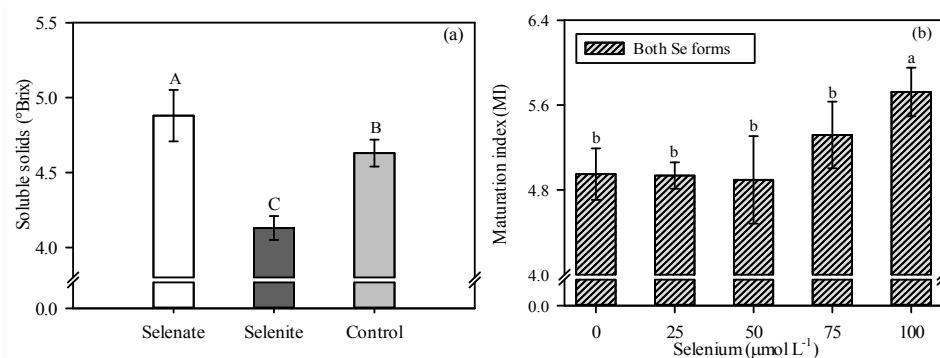 (a)
Soluble solids (°Brix)
5.5
5.0
4.5
4.0
0.0
A
C
B
Selenate Selenite Control
(b)
Both Se forms
Maturation index (MI)
6.4
5.6
4.8
4.0
0.0
b
b
b
b
a
0 25 50 75 100
Selenium (μmol L⁻¹)